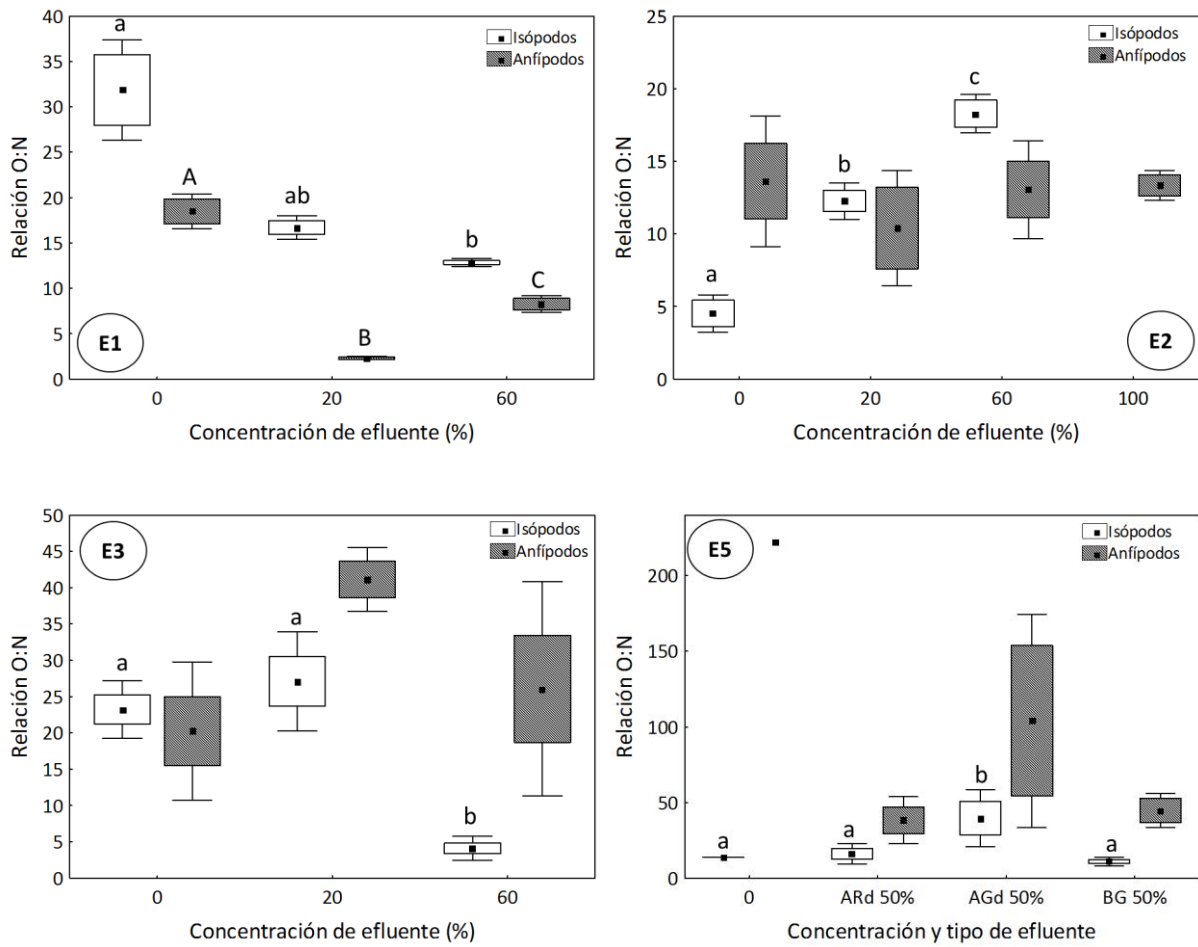 40
35
30
25
20
15
10
5
0
Relación O:N
a
A
ab
B
b
C
Isópodos
Anfípodos
E1
0 20 60
Concentración de efluente (%)
25
20
15
10
5
0
Relación O:N
a
b
c
Isópodos
Anfípodos
E2
0 20 60 100
Concentración de efluente (%)
50
45
40
35
30
25
20
15
10
5
0
Relación O:N
E3
a
a
b
Isópodos
Anfípodos
0 20 60
Concentración de efluente (%)
200
150
100
50
0
Relación O:N
E5
a
a
b
a
Isópodos
Anfípodos
0 ARd 50% AGd 50% BG 50%
Concentración y tipo de efluente